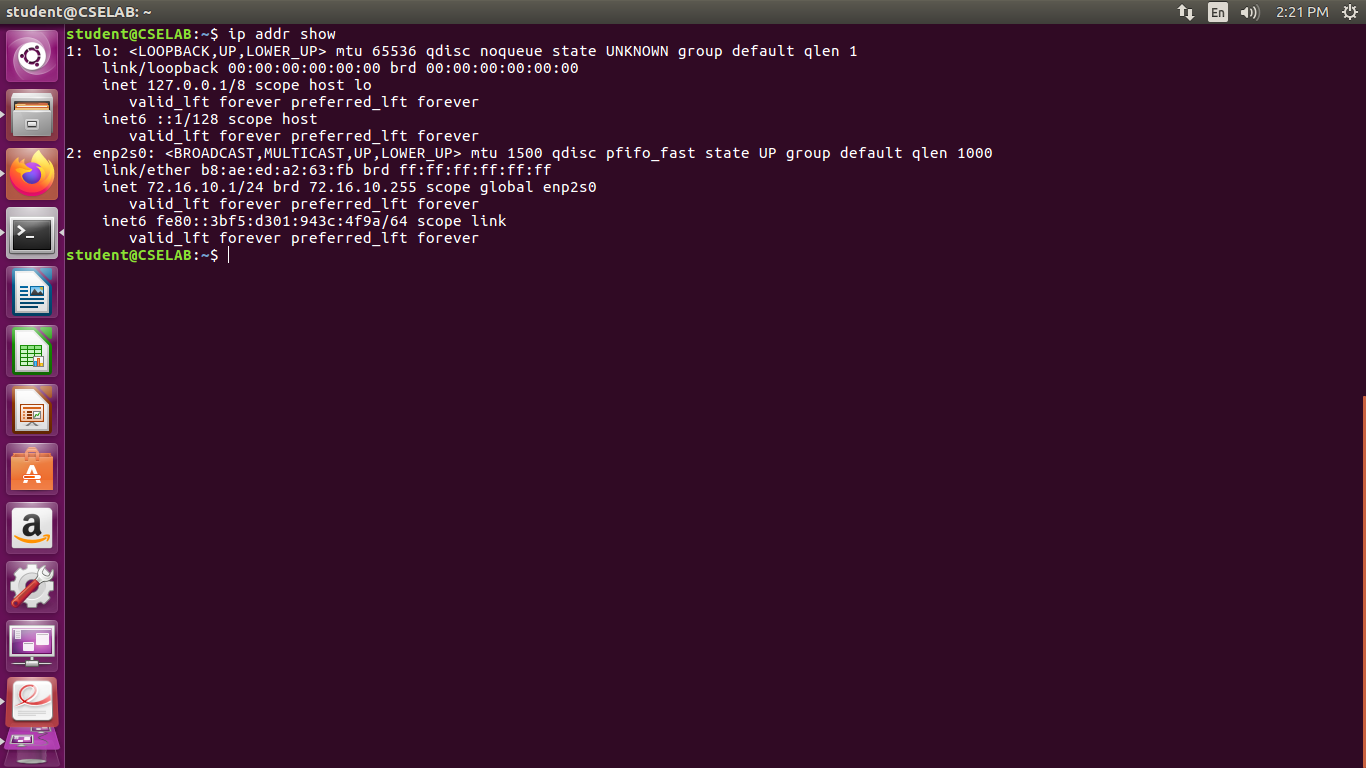 student@CSELAB: ~
En
2:21 PM
student@CSELAB:~$ ip addr show
1: lo: <LOOPBACK,UP,LOWER_UP> mtu 65536 qdisc noqueue state UNKNOWN group default qlen 1
    link/loopback 00:00:00:00:00:00 brd 00:00:00:00:00:00
    inet 127.0.0.1/8 scope host lo
       valid_lft forever preferred_lft forever
    inet6 ::1/128 scope host
       valid_lft forever preferred_lft forever
2: enp2s0: <BROADCAST,MULTICAST,UP,LOWER_UP> mtu 1500 qdisc pfifo_fast state UP group default qlen 1000
    link/ether b8:ae:ed:a2:63:fb brd ff:ff:ff:ff:ff:ff
    inet 72.16.10.1/24 brd 72.16.10.255 scope global enp2s0
       valid_lft forever preferred_lft forever
    inet6 fe80::3bf5:d301:943c:4f9a/64 scope link
       valid_lft forever preferred_lft forever
student@CSELAB:~$